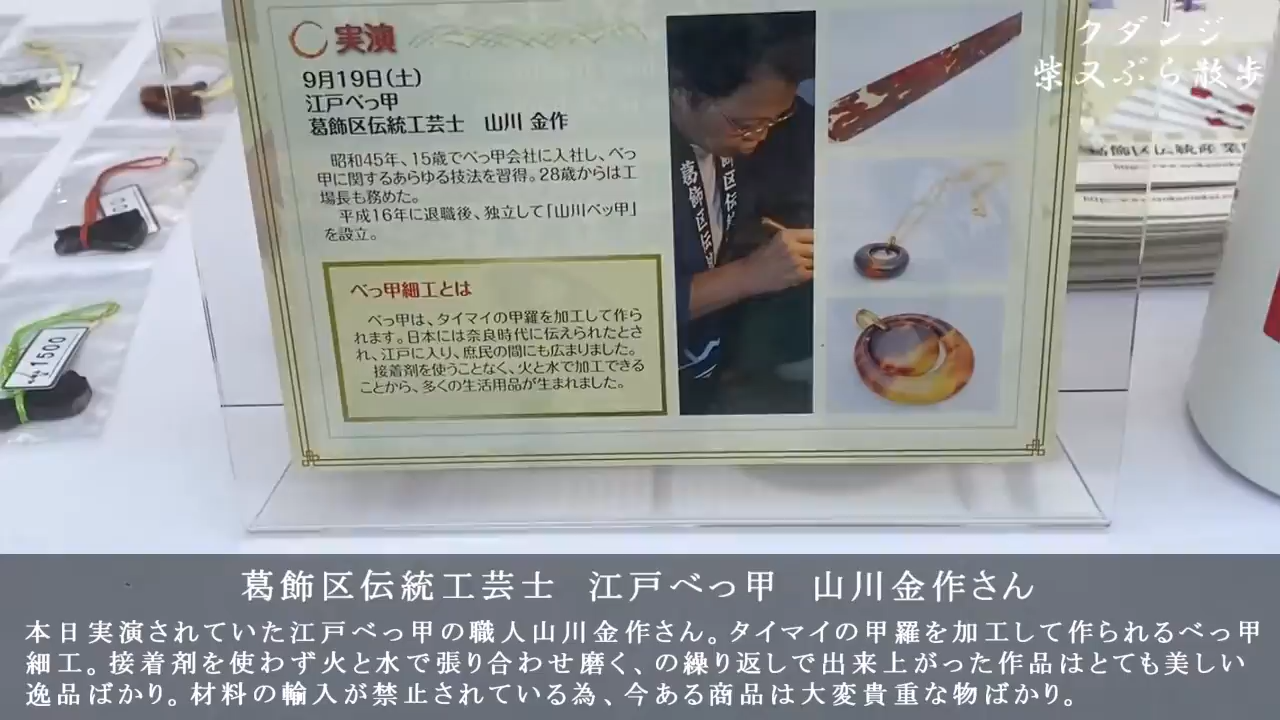 クダンジ
柴又ぶら散歩
実演
9月19日(土)
江戸べっ甲
葛飾区伝統工芸士 山川 金作
昭和45年、15歳でべっ甲会社に入社し、べっ
甲に関するあらゆる技法を習得。28歳からは工
場長も務めた。
平成16年に退職後、独立して「山川ベッ甲」
を設立。
べっ甲細工とは
べっ甲は、タイマイの甲羅を加工して作ら
れます。日本には奈良時代に伝えられたとさ
れ、江戸に入り、庶民の間にも広まりました。
接着剤を使うことなく、火と水で加工できる
ことから、多くの生活用品が生まれました。
葛飾区伝
葛飾区伝統産業
¥1500
葛飾区伝統工芸士 江戸べっ甲 山川金作さん
本日実演されていた江戸べっ甲の職人山川金作さん。タイマイの甲羅を加工して作られるべっ甲
細工。接着剤を使わず火と水で張り合わせ磨く、の繰り返しで出来上がった作品はとても美しい
逸品ばかり。材料の輸入が禁止されている為、今ある商品は大変貴重な物ばかり。